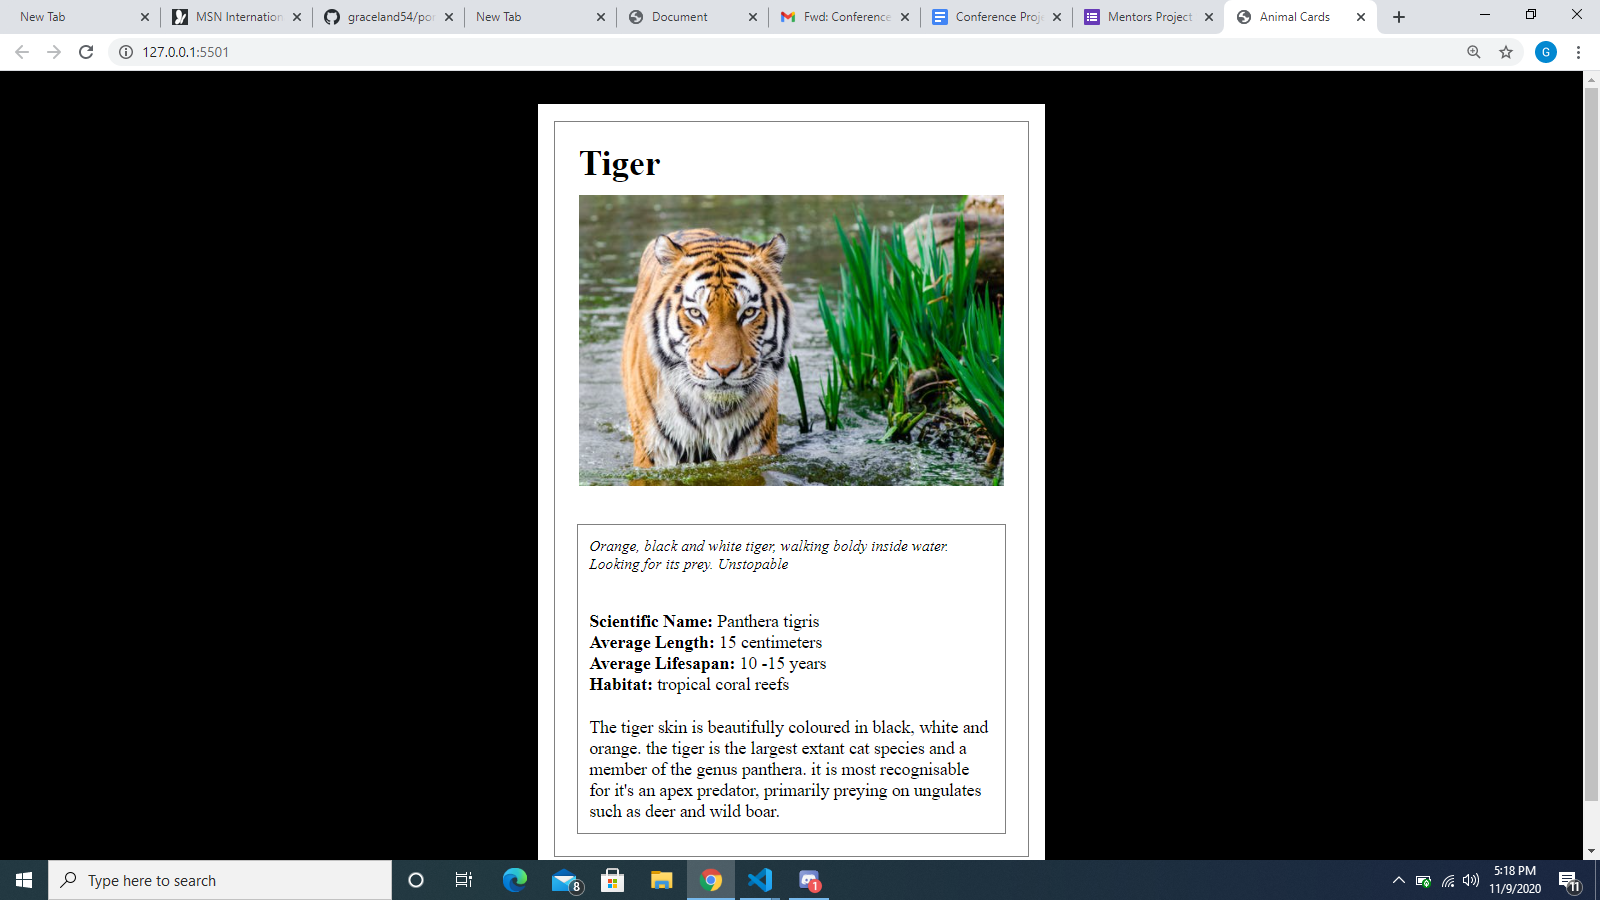 New Tab
MSN Internation
graceland54/por
New Tab
Document
Fwd: Conference
Conference Proje
Mentors Project
Animal Cards
127.0.0.1:5501
G
Tiger
Orange, black and white tiger, walking boldy inside water.
Looking for its prey. Unstopable
Scientific Name: Panthera tigris
Average Length: 15 centimeters
Average Lifesapan: 10 -15 years
Habitat: tropical coral reefs
The tiger skin is beautifully coloured in black, white and
orange. the tiger is the largest extant cat species and a
member of the genus panthera. it is most recognisable
for it's an apex predator, primarily preying on ungulates
such as deer and wild boar.
Type here to search
8
1
5:18 PM
11/9/2020
11